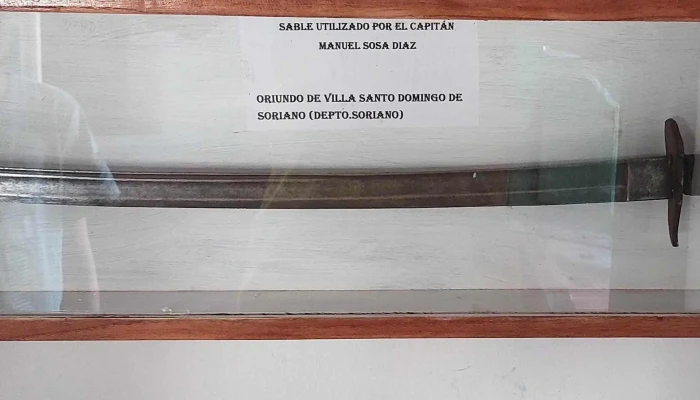 SABLE UTILIZADO POR EL CAPITÁN
MANUEL SOSA DIAZ
ORIUNDO DE VILLA SANTO DOMINGO DE
SORIANO (DEPTO.SORIANO)